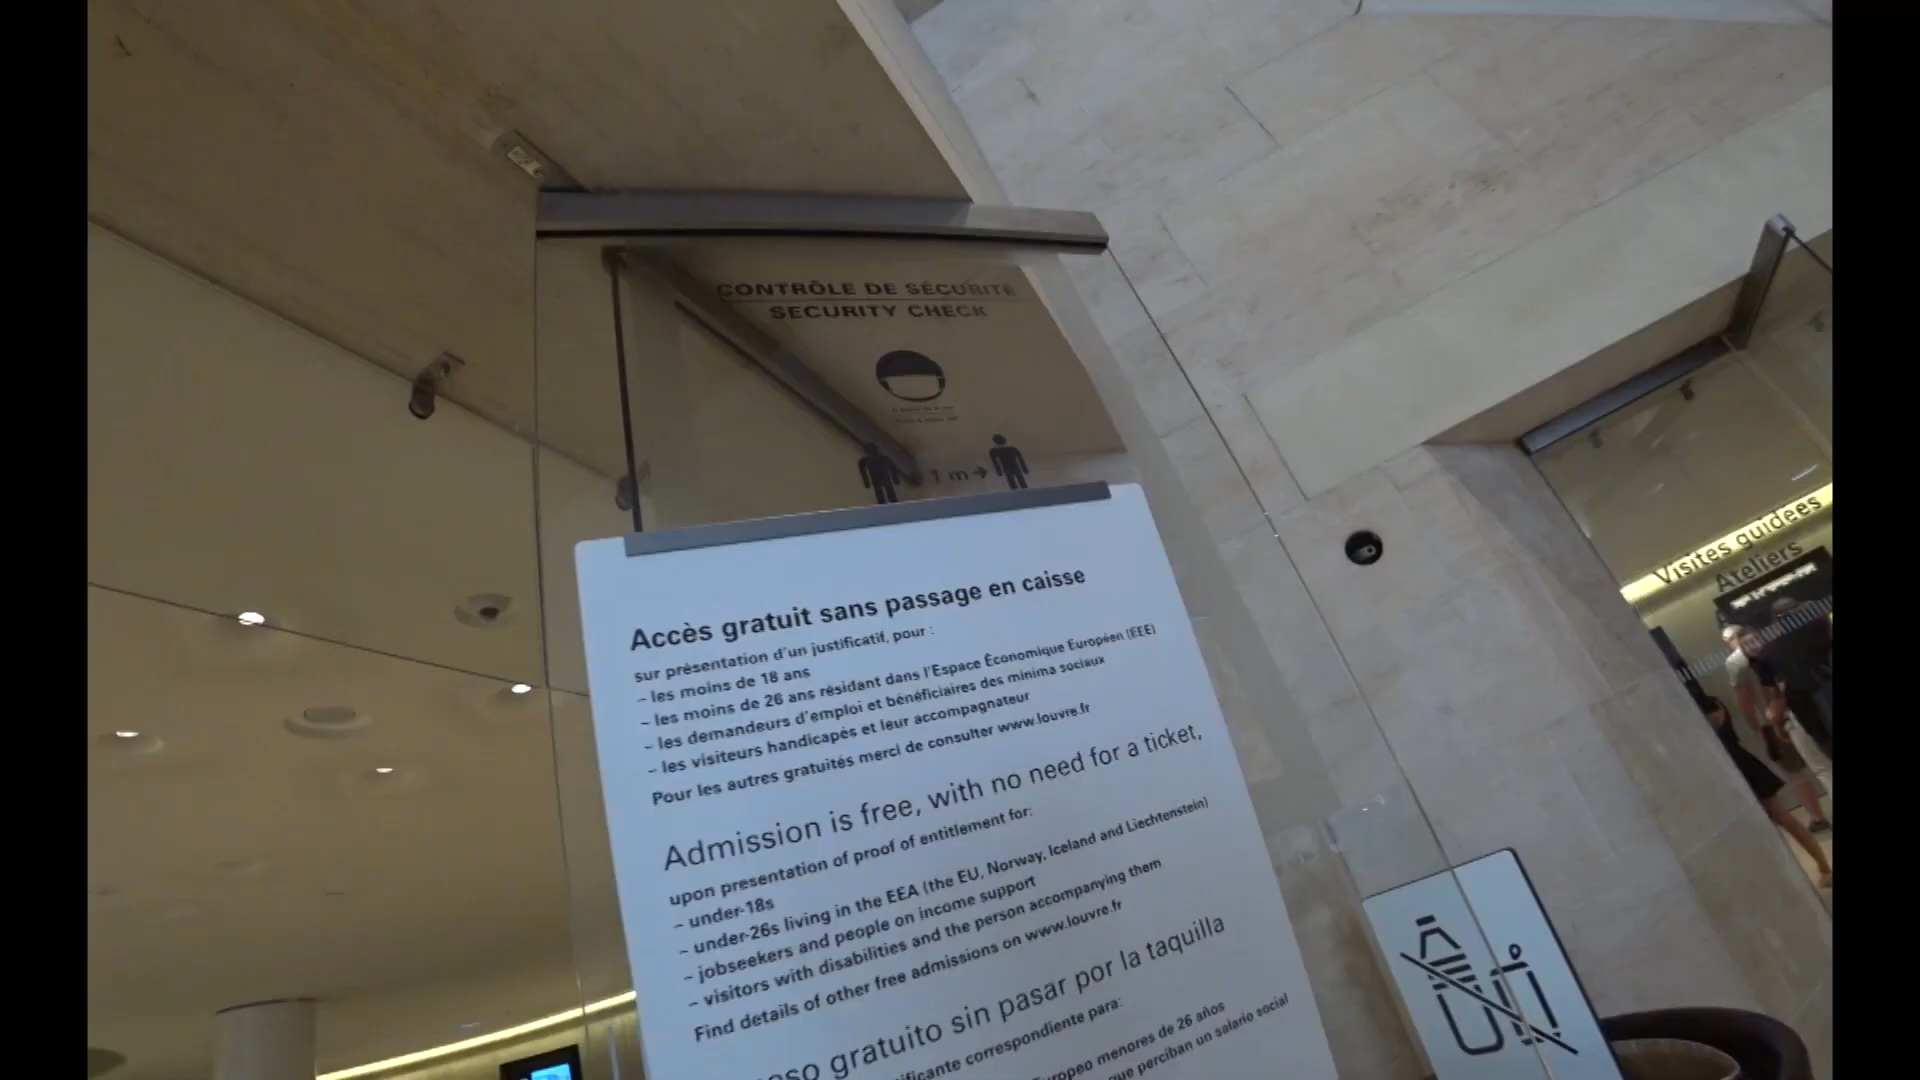 CONTRÔLE DE SÉCURITÉ
SECURITY CHECK
1 m
Visites guidées
Ateliers
Accès gratuit sans passage en caisse
sur présentation d'un justificatif, pour :
– les moins de 18 ans
– les moins de 26 ans résidant dans l'Espace Économique Européen (EEE)
– les demandeurs d'emploi et bénéficiaires des minima sociaux
– les visiteurs handicapés et leur accompagnateur
Pour les autres gratuités merci de consulter www.louvre.fr
Admission is free, with no need for a ticket,
upon presentation of proof of entitlement for:
– under-18s
– under-26s living in the EEA (the EU, Norway, Iceland and Liechtenstein)
– jobseekers and people on income support
– visitors with disabilities and the person accompanying them
Find details of other free admissions on www.louvre.fr
gratuito sin pasar por la taquilla
correspondiente para:
menores de 26 años
que perciban un salario social